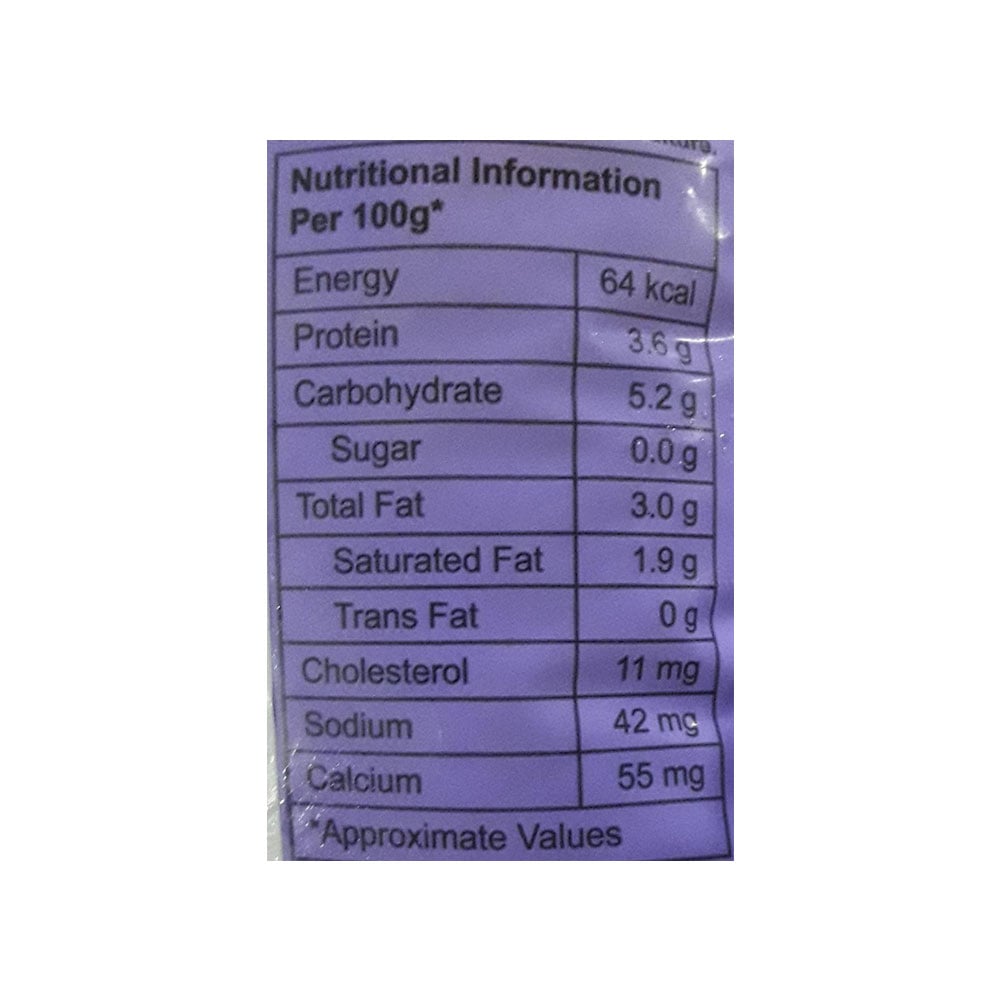 Nutritional Information
Per 100g*
Energy 64 kcal
Protein 3.6 g
Carbohydrate 5.2 g
Sugar 0.0 g
Total Fat 3.0 g
Saturated Fat 1.9 g
Trans Fat 0 g
Cholesterol 11 mg
Sodium 42 mg
Calcium 55 mg
*Approximate Values